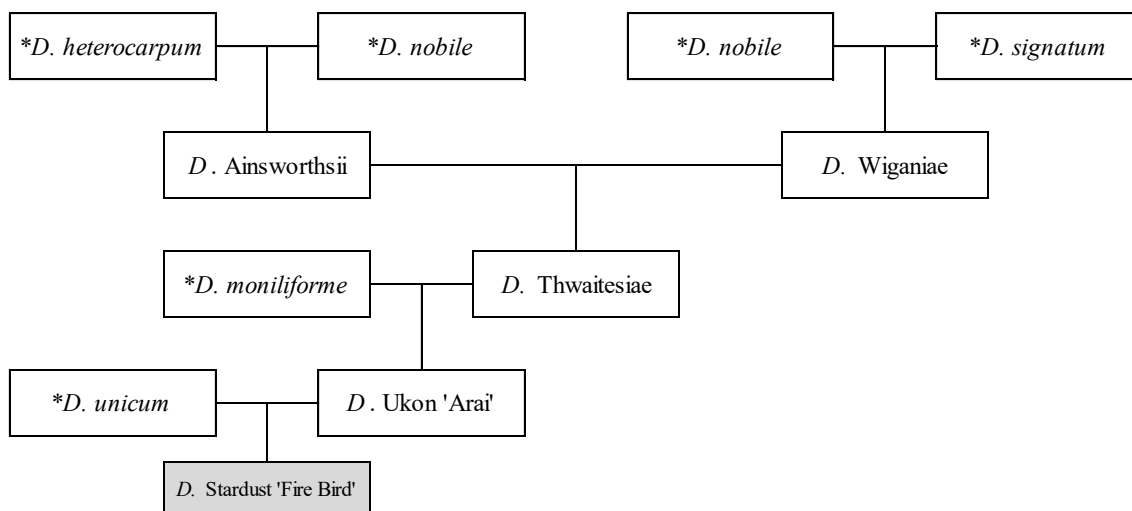 *D. heterocarpum
*D. nobile
*D. nobile
*D. signatum
D . Ainsworthsii
D. Wiganiae
*D. moniliforme
D. Thwaitesiae
*D. unicum
D . Ukon 'Arai'
D. Stardust 'Fire Bird'